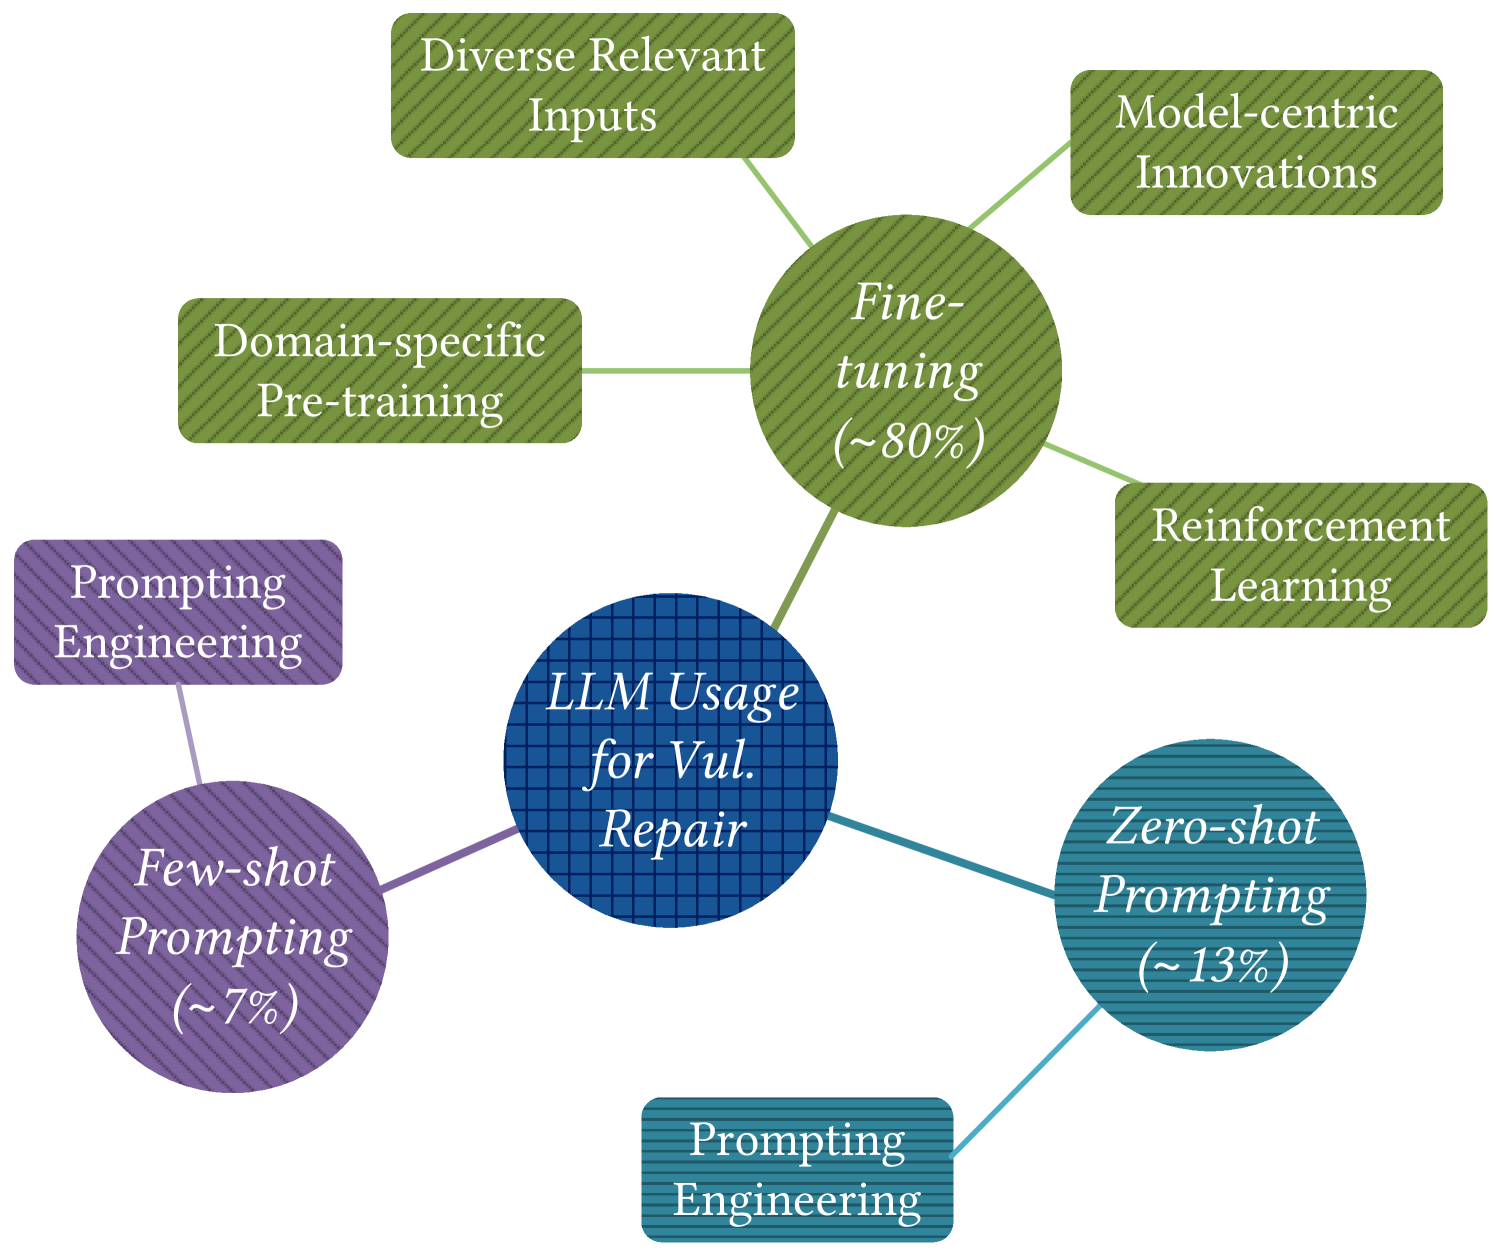 Diverse Relevant
Inputs
Model-centric
Innovations
Fine-
tuning
(~80%)
Domain-specific
Pre-training
Reinforcement
Learning
Prompting
Engineering
LLM Usage
for Vul.
Repair
Few-shot
Prompting
(~7%)
Zero-shot
Prompting
(~13%)
Prompting
Engineering